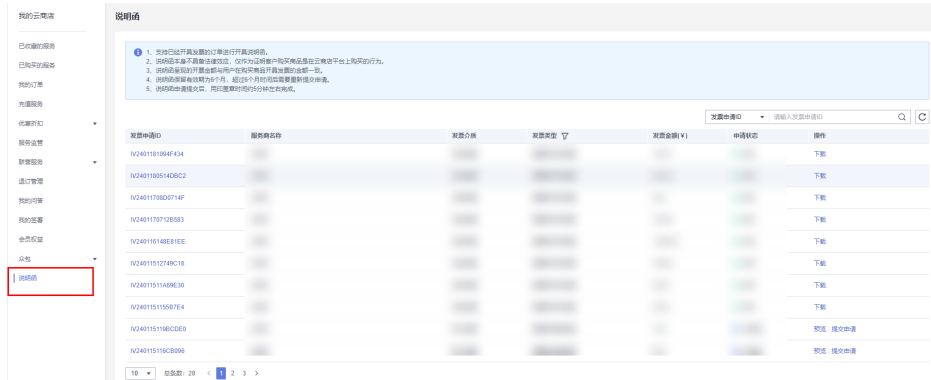 我的云商店
说明函
已收藏的服务
已购买的服务
我的订单
充值服务
优惠折扣
服务监管
联营服务
退订管理
我的问答
我的签署
会员权益
众包
说明函
1、支持已经开具发票的订单进行开具说明函。
2、说明函本身不具备法律效应，仅作为证明客户购买商品是在云商店平台上购买的行为。
3、说明函呈现的开票金额与用户在购买商品开具发票的金额一致。
4、说明函保留有效期为6个月，超过6个月时间后需要重新提交申请。
5、说明函申请提交后，用印盖章时间约5分钟左右完成。
发票申请ID 请输入发票申请ID
发票申请ID 服务商名称 发票介质 发票类型 发票金额(¥) 申请状态 操作
IV2401181094F434 下载
IV2401180514DBC2 下载
IV24011708D0714F 下载
IV2401170712B583 下载
IV240116148E81EE 下载
IV24011512749C18 下载
IV2401151 1A69E30 下载
IV2401151155B7E4 下载
IV240115119BCDE0 预览 提交申请
IV240115116CB096 预览 提交申请
10 总条数: 28 < 1 2 3 >